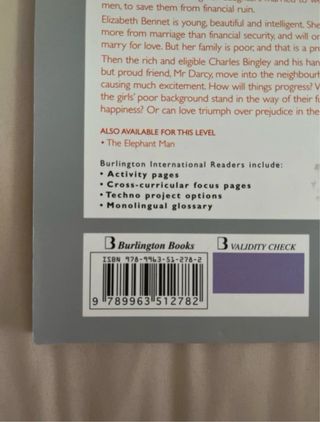 men, to save them from financial ruin.
Elizabeth Bennet is young, beautiful and intelligent. She
more from marriage than financial security, and will on
marry for love. But her family is poor, and that is a pro
Then the rich and eligible Charles Bingley and his han
but proud friend, Mr Darcy, move into the neighbourh
causing much excitement. How will things progress? W
the girls' poor background stand in the way of their fu
happiness? Or can love triumph over prejudice in the
ALSO AVAILABLE FOR THIS LEVEL
• The Elephant Man
Burlington International Readers include:
• Activity pages
• Cross-curricular focus pages
• Techno project options
• Monolingual glossary
B Burlington Books
B VALIDITY CHECK
ISBN 978-9963-51-278-2
9 789963 512782